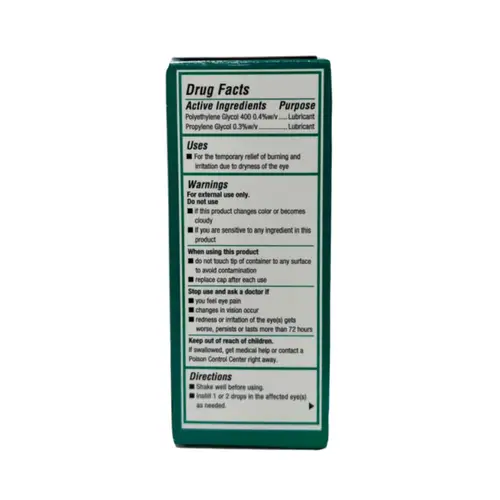 Drug Facts
Active Ingredients Purpose
Polyethylene Glycol 400 0.4%w/v .... Lubricant
Propylene Glycol 0.3%w/v .............. Lubricant
Uses
■ For the temporary relief of burning and
irritation due to dryness of the eye
Warnings
For external use only.
Do not use
■ if this product changes color or becomes
cloudy
■ if you are sensitive to any ingredient in this
product
When using this product
■ do not touch tip of container to any surface
to avoid contamination
■ replace cap after each use
Stop use and ask a doctor if
■ you feel eye pain
■ changes in vision occur
■ redness or irritation of the eye(s) gets
worse, persists or lasts more than 72 hours
Keep out of reach of children.
If swallowed, get medical help or contact a
Poison Control Center right away.
Directions
■ Shake well before using.
■ Instill 1 or 2 drops in the affected eye(s)
as needed.